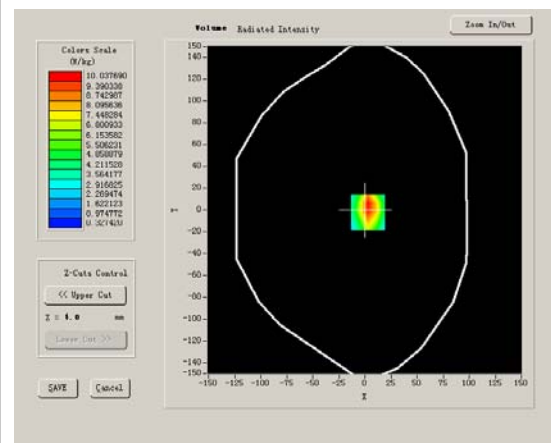 Volume Radiated Intensity
Zoom In/Out
Colors Scale
(W/kg)
10.037690
9.390338
8.742987
8.095636
7.448284
6.800933
6.153582
5.506231
4.858879
4.211528
3.564177
2.916825
2.269474
1.622123
0.974772
0.327420
150
140
120
100
80
60
40
20
0
-20
-40
-60
-80
-100
-120
-140
-150
Y
-150 -125 -100 -75 -50 -25 0 25 50 75 100 125 150
X
Z-Cuts Control
<< Upper Cut
Z = 4.0 mm
Lower Cut >>
SAVE Cancel